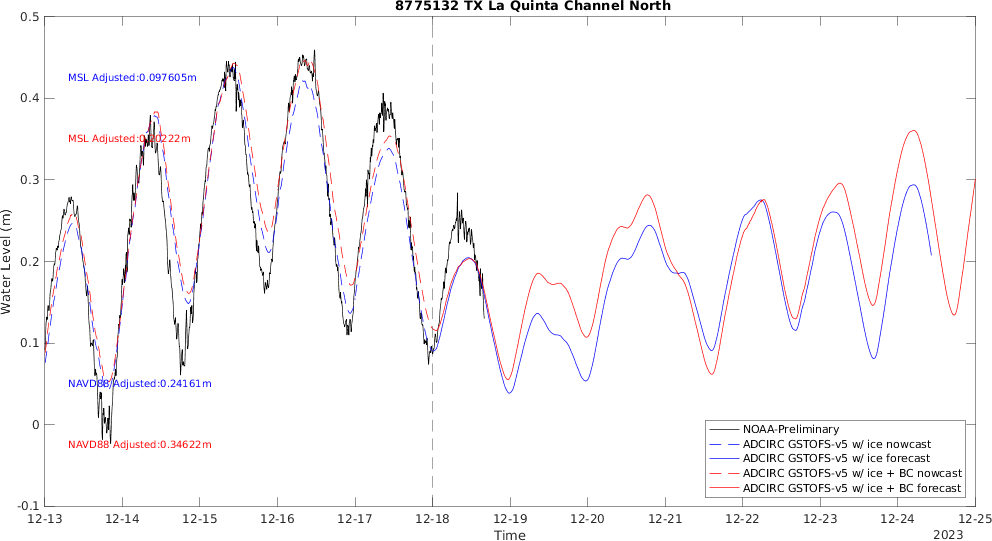 8775132 TX La Quinta Channel North
0.5
0.4
0.3
0.2
0.1
0
-0.1
Water Level (m)
MSL Adjusted:0.097605m
MSL Adjusted:0.20222m
NAVD88 Adjusted:0.24161m
NAVD88 Adjusted:0.34622m
NOAA-Preliminary
ADCIRC GSTOFS-v5 w/ ice nowcast
ADCIRC GSTOFS-v5 w/ ice forecast
ADCIRC GSTOFS-v5 w/ ice + BC nowcast
ADCIRC GSTOFS-v5 w/ ice + BC forecast
12-13 12-14 12-15 12-16 12-17 12-18 12-19 12-20 12-21 12-22 12-23 12-24 12-25
Time
2023